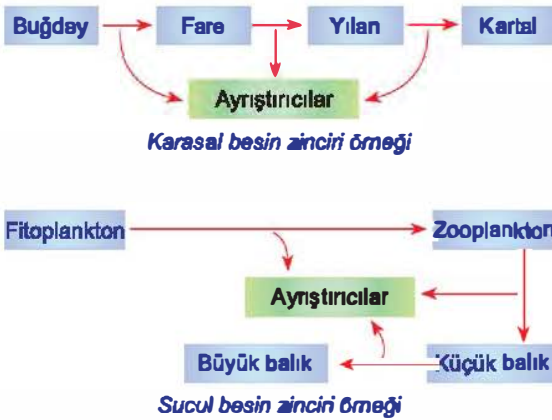 Buğday Fare Yılan Kartal
Ayrıştırıcılar
Karasal besin zinciri örneği
Fitoplankton Zooplankton
Ayrıştırıcılar
Büyük balık Küçük balık
Sucul besin zinciri örneği